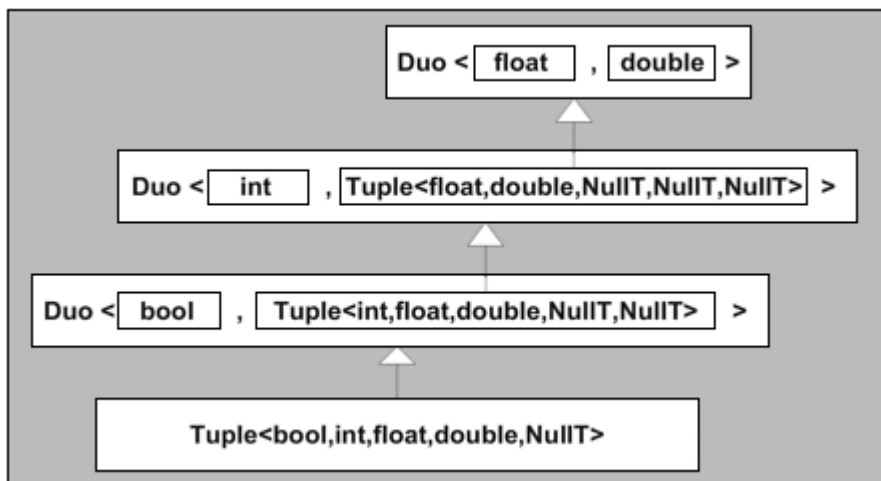 Duo < float , double >
Duo < int , Tuple<float,double,NullT,NullT,NullT> >
Duo < bool , Tuple<int,float,double,NullT,NullT> >
Tuple<bool,int,float,double,NullT>